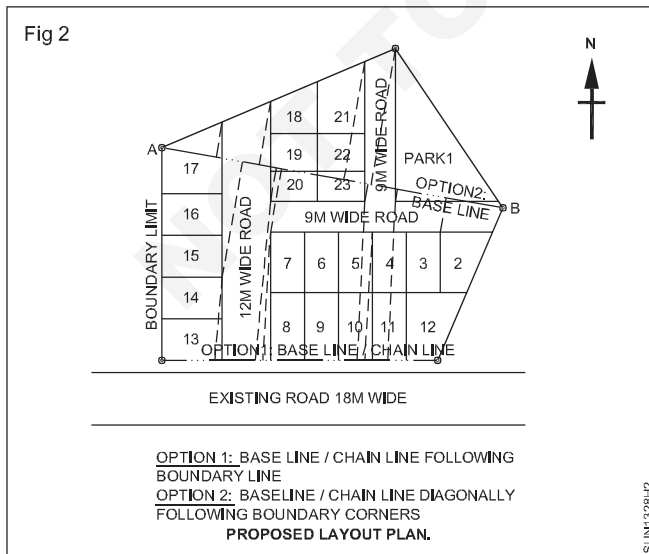 Fig 2
N
A
18
21
19
22
20
23
17
16
15
14
13
BOUNDARY LIMIT
12M WIDE ROAD
9M WIDE ROAD
PARK1
OPTION2:
BASE LINE
B
9M WIDE ROAD
7
6
5
4
3
2
8
9
10
11
12
OPTION1: BASE LINE / CHAIN LINE
EXISTING ROAD 18M WIDE
OPTION 1: BASE LINE / CHAIN LINE FOLLOWING
BOUNDARY LINE
OPTION 2: BASELINE / CHAIN LINE DIAGONALLY
FOLLOWING BOUNDARY CORNERS
PROPOSED LAYOUT PLAN.